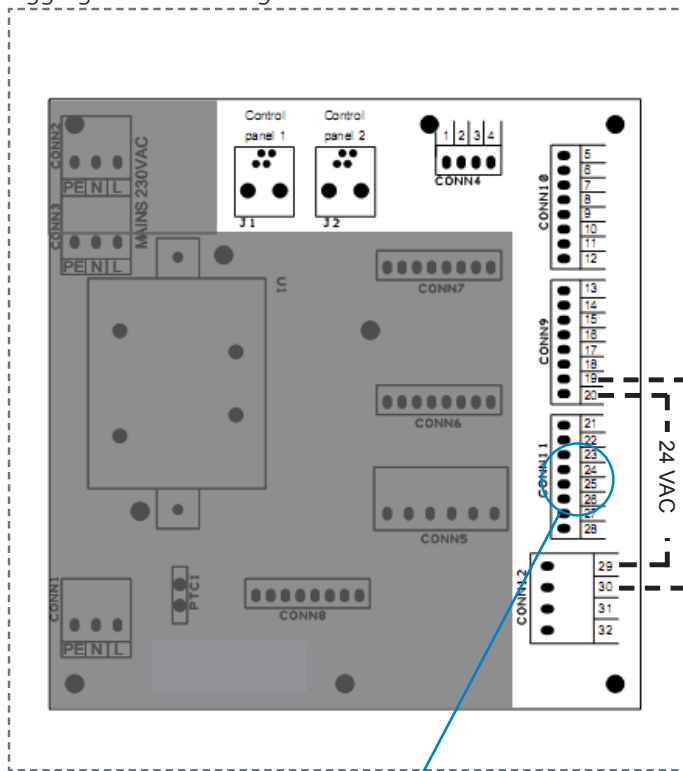 Control
panel 1
Control
panel 2
J1
J2
1 2 3 4
CONN4
CONN2
PE N L
MAINS 230VAC
CONN3
PE N L
U1
CONN7
CONN6
CONN5
CONN8
PTC1
CONN1
PE N L
CONN10
5
6
7
8
9
10
11
12
CONN9
13
14
15
16
17
18
19
20
CONN11
21
22
23
24
25
26
27
28
24 VAC
CONN12
29
30
31
32